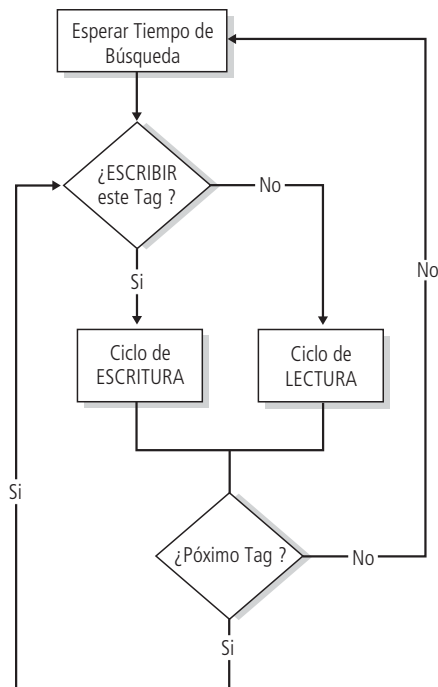 Esperar Tiempo de
Búsqueda
¿ESCRIBIR
este Tag ?
No
Si
No
Ciclo de
ESCRITURA
Ciclo de
LECTURA
Si
¿Póximo Tag ?
No
Si